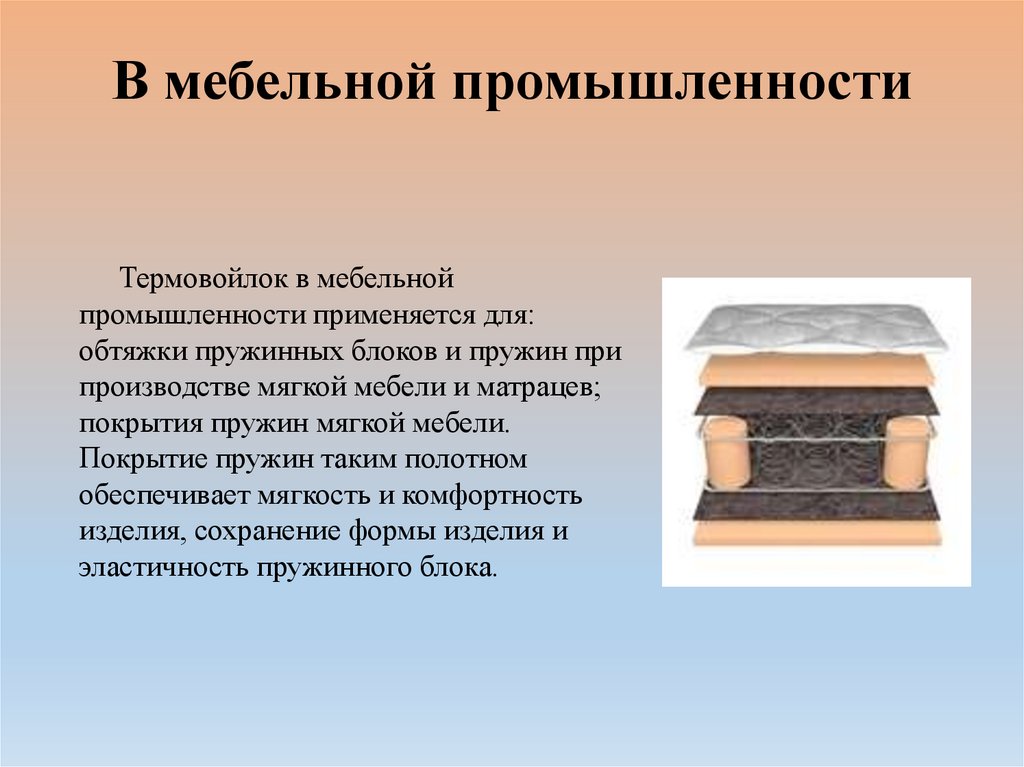 В мебельной промышленности
Термовойлок в мебельной
промышленности применяется для:
обтяжки пружинных блоков и пружин при
производстве мягкой мебели и матрацев;
покрытия пружин мягкой мебели.
Покрытие пружин таким полотном
обеспечивает мягкость и комфортность
изделия, сохранение формы изделия и
эластичность пружинного блока.